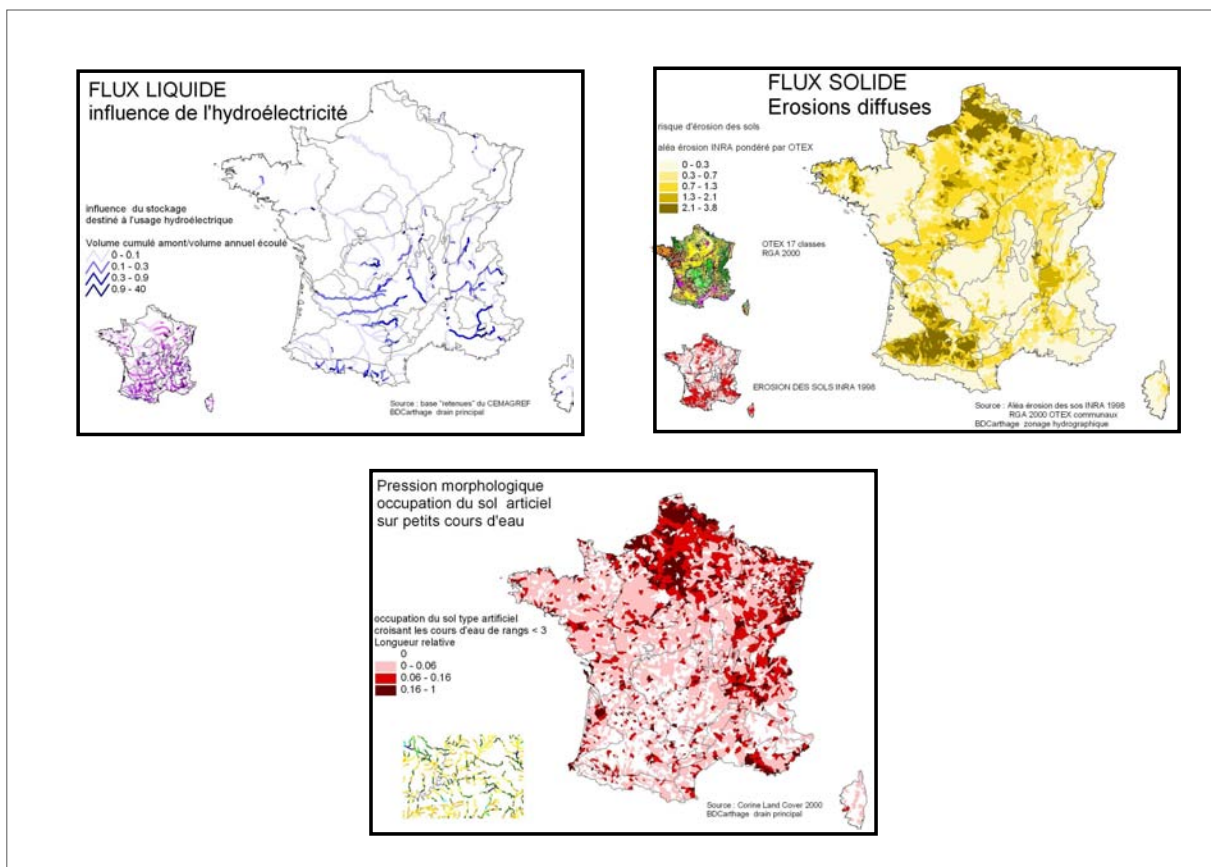 FLUX LIQUIDE
influence de l'hydroélectricité
influence du stockage
destiné à l'usage hydroélectrique
Volume cumulé amont/volume annuel écoulé
0 - 0.1
0.1 - 0.3
0.3 - 0.9
0.9 - 40
Source : base "retenues" du CEMAGREF
BDCarthage drain principal
FLUX SOLIDE
Erosions diffuses
risque d'érosion des sols
aléa érosion INRA pondéré par OTEX
0 - 0.3
0.3 - 0.7
0.7 - 1.3
1.3 - 2.1
2.1 - 3.8
OTEX 17 classes
RGA 2000
EROSION DES SOLS INRA 1998
Source : Aléa érosion des sos INRA 1998
RGA 2000 OTEX communaux
BDCarthage zonage hydrographique
Pression morphologique
occupation du sol articiel
sur petits cours d'eau
occupation du sol type artificiel
croisant les cours d'eau de rangs < 3
Longueur relative
0
0 - 0.06
0.06 - 0.16
0.16 - 1
Source : Corine Land Cover 2000
BDCarthage drain principal